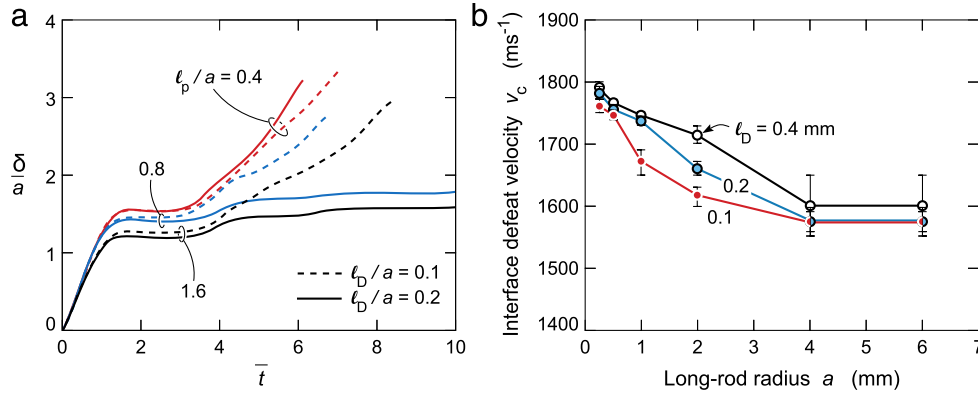 a
4
3
2
1
0
δ
a
ℓp / a = 0.4
0.8
1.6
ℓD / a = 0.1
ℓD / a = 0.2
0 2 4 6 8 10
t̅
b
Interface defeat velocity vc (ms-1)
1900
1800
1700
1600
1500
1400
ℓD = 0.4 mm
0.2
0.1
0 1 2 3 4 5 6 7
Long-rod radius a (mm)